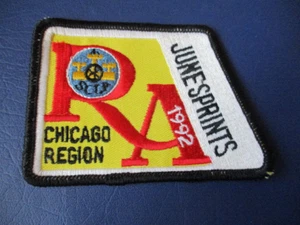 RA
JUNE SPRINTS
1992
CHICAGO
REGION